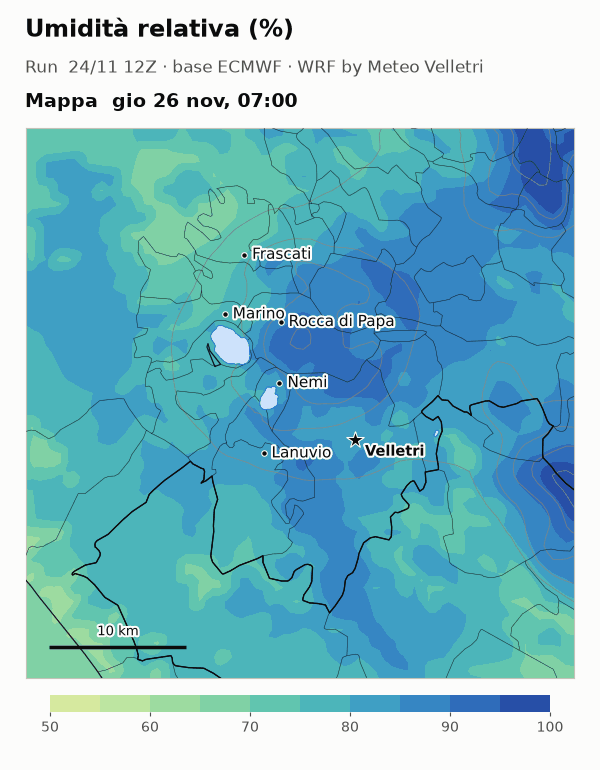 Umidità relativa (%)
Run  24/11 12Z · base ECMWF · WRF by Meteo Velletri
Mappa  gio 26 nov, 07:00
Frascati
Marino
Rocca di Papa
Nemi
Velletri
Lanuvio
10 km
50 60 70 80 90 100